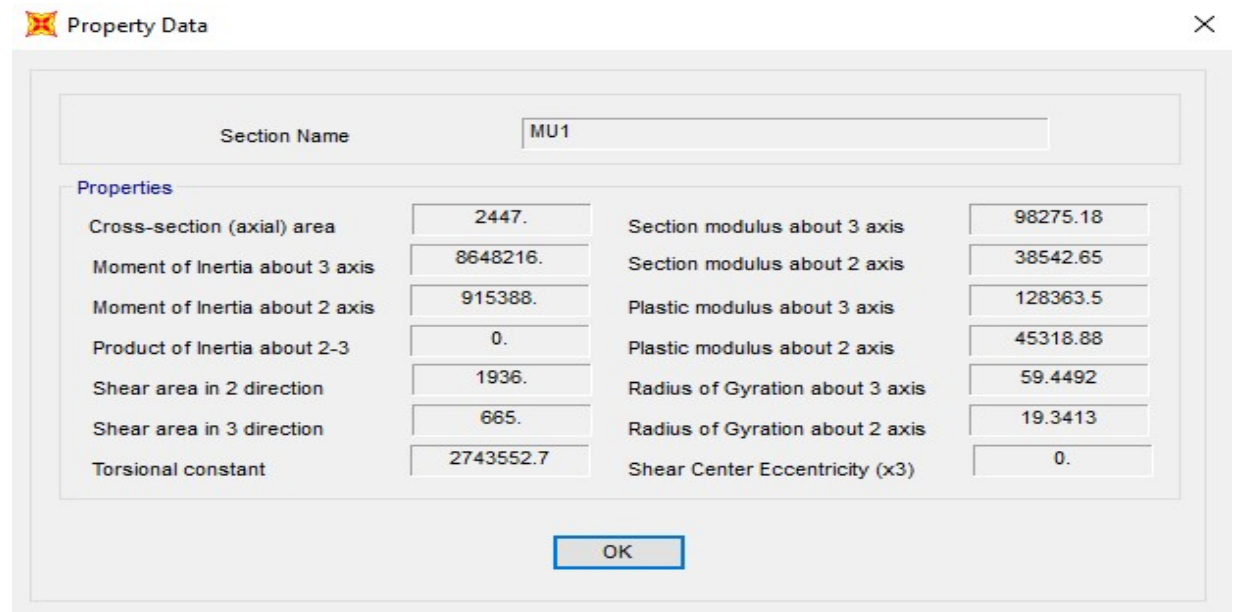 Property Data
Section Name MU1
Properties
Cross-section (axial) area 2447. Section modulus about 3 axis 98275.18
Moment of Inertia about 3 axis 8648216. Section modulus about 2 axis 38542.65
Moment of Inertia about 2 axis 915388. Plastic modulus about 3 axis 128363.5
Product of Inertia about 2-3 0. Plastic modulus about 2 axis 45318.88
Shear area in 2 direction 1936. Radius of Gyration about 3 axis 59.4492
Shear area in 3 direction 665. Radius of Gyration about 2 axis 19.3413
Torsional constant 2743552.7 Shear Center Eccentricity (x3) 0.
OK